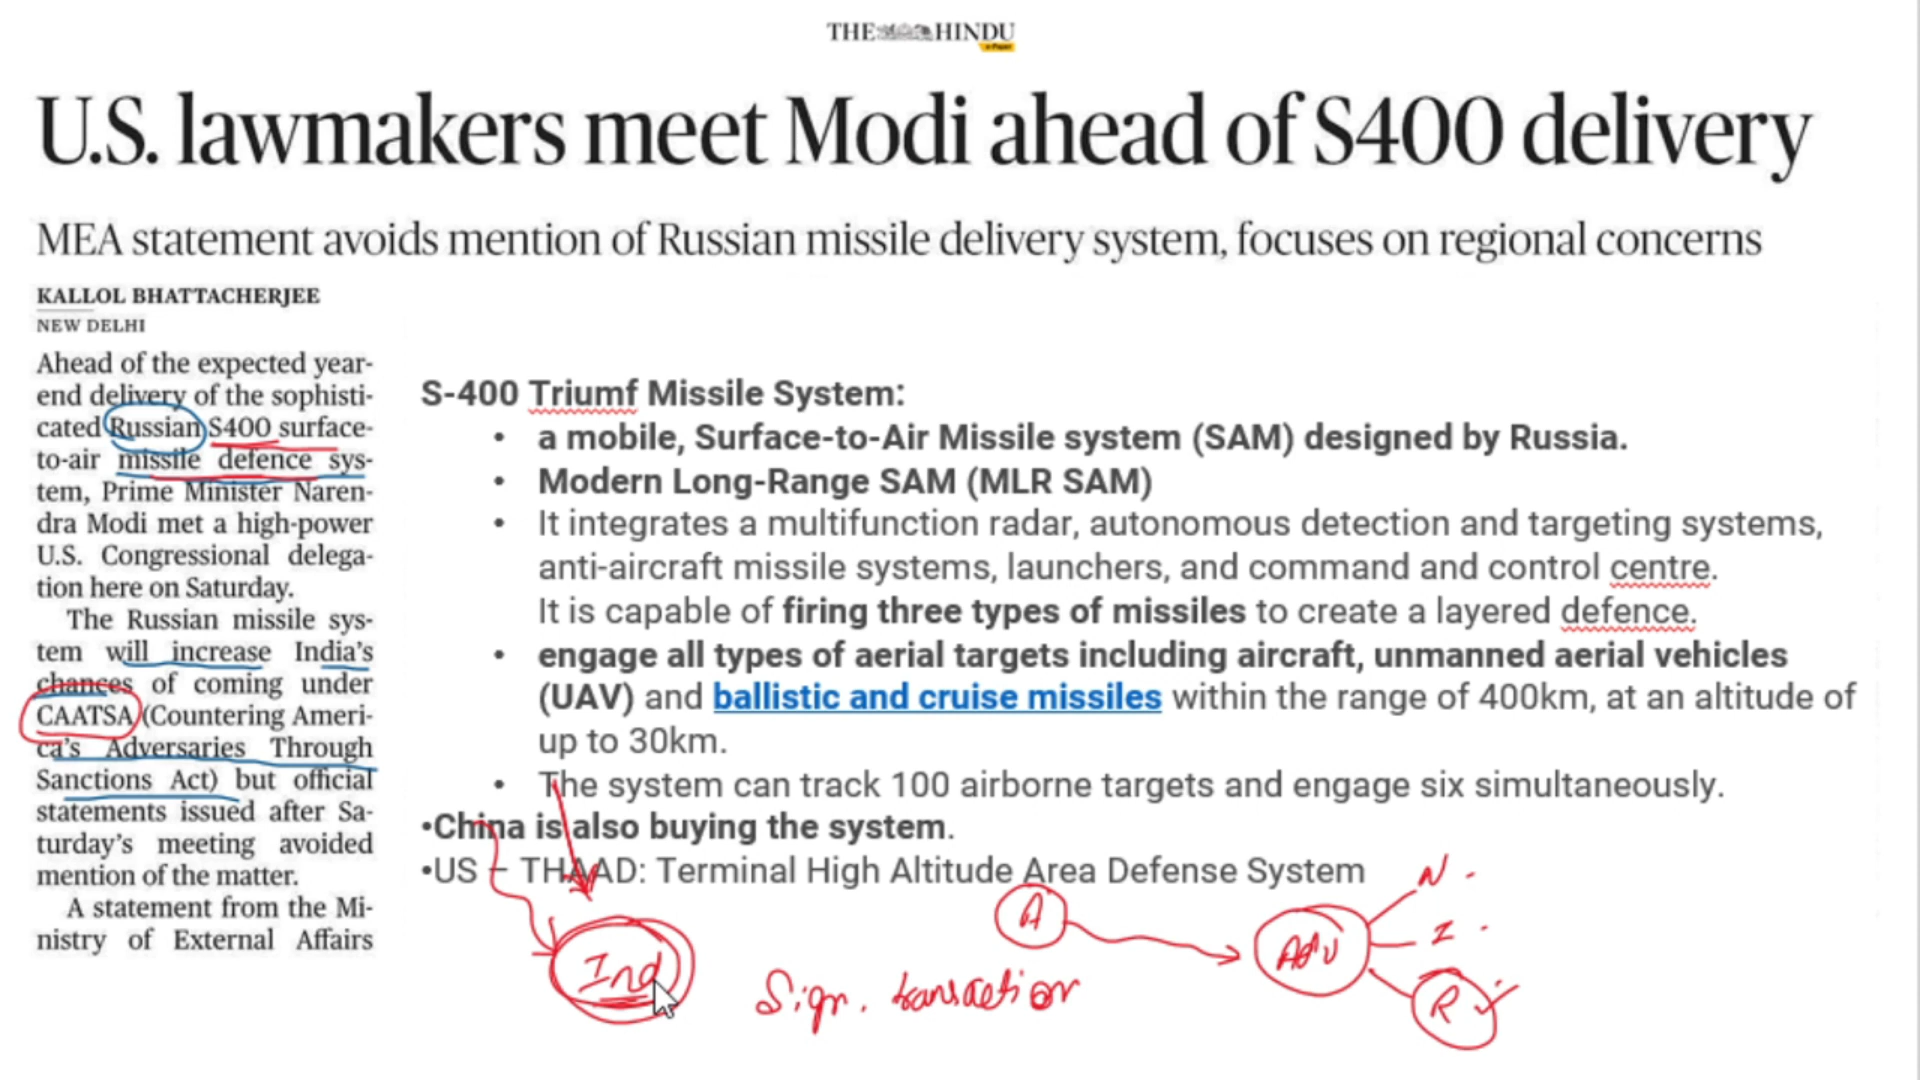 THE HINDU
e-Paper
U.S. lawmakers meet Modi ahead of S400 delivery
MEA statement avoids mention of Russian missile delivery system, focuses on regional concerns
KALLOL BHATTACHERJEE
NEW DELHI
Ahead of the expected year-
end delivery of the sophisti-
cated Russian S400 surface-
to-air missile defence sys-
tem, Prime Minister Naren-
dra Modi met a high-power
U.S. Congressional delega-
tion here on Saturday.
The Russian missile sys-
tem will increase India's
chances of coming under
CAATSA (Countering Ameri-
ca's Adversaries Through
Sanctions Act) but official
statements issued after Sa-
turday's meeting avoided
mention of the matter.
A statement from the Mi-
nistry of External Affairs
S-400 Triumf Missile System:
• a mobile, Surface-to-Air Missile system (SAM) designed by Russia.
• Modern Long-Range SAM (MLR SAM)
• It integrates a multifunction radar, autonomous detection and targeting systems,
anti-aircraft missile systems, launchers, and command and control centre.
It is capable of firing three types of missiles to create a layered defence.
• engage all types of aerial targets including aircraft, unmanned aerial vehicles
(UAV) and ballistic and cruise missiles within the range of 400km, at an altitude of
up to 30km.
• The system can track 100 airborne targets and engage six simultaneously.
•China is also buying the system.
•US – THAAD: Terminal High Altitude Area Defense System
Ind
Sign. transaction
A
Adv
N.
I.
R